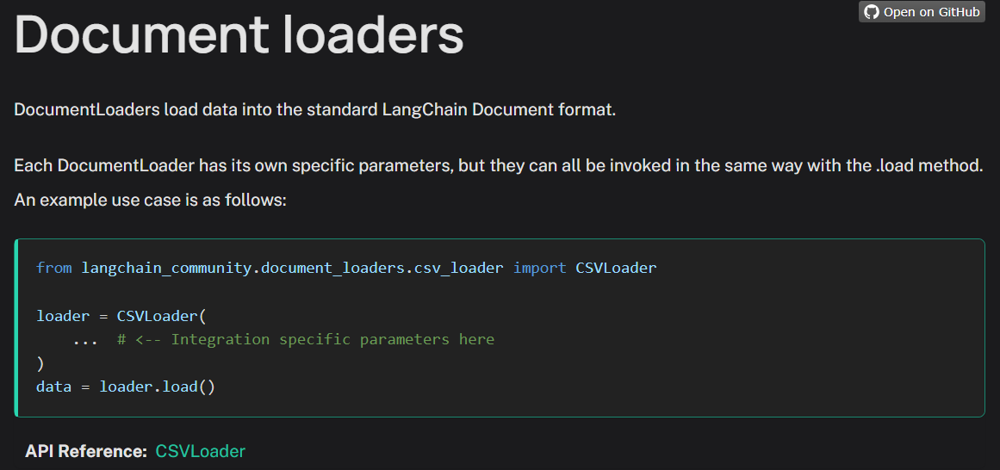 Open on GitHub
Document loaders
DocumentLoaders load data into the standard LangChain Document format.
Each DocumentLoader has its own specific parameters, but they can all be invoked in the same way with the .load method.
An example use case is as follows:
from langchain_community.document_loaders.csv_loader import CSVLoader
loader = CSVLoader(
    ...  # <-- Integration specific parameters here
)
data = loader.load()
API Reference: CSVLoader